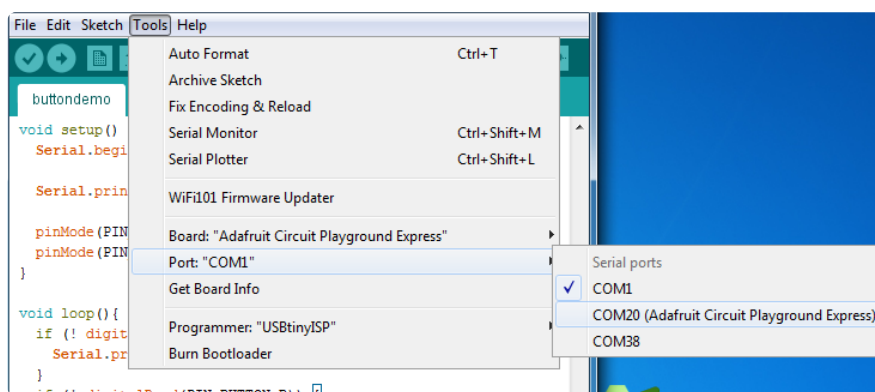 File Edit Sketch Tools Help
buttondemo
void setup()
Serial.begi
Serial.prin
pinMode(PIN
pinMode(PIN
}
void loop(){
if (! digit
Serial.pr
}
Auto Format Ctrl+T
Archive Sketch
Fix Encoding & Reload
Serial Monitor Ctrl+Shift+M
Serial Plotter Ctrl+Shift+L
WiFi101 Firmware Updater
Board: "Adafruit Circuit Playground Express"
Port: "COM1"
Get Board Info
Programmer: "USBtinyISP"
Burn Bootloader
Serial ports
COM1
COM20 (Adafruit Circuit Playground Express)
COM38